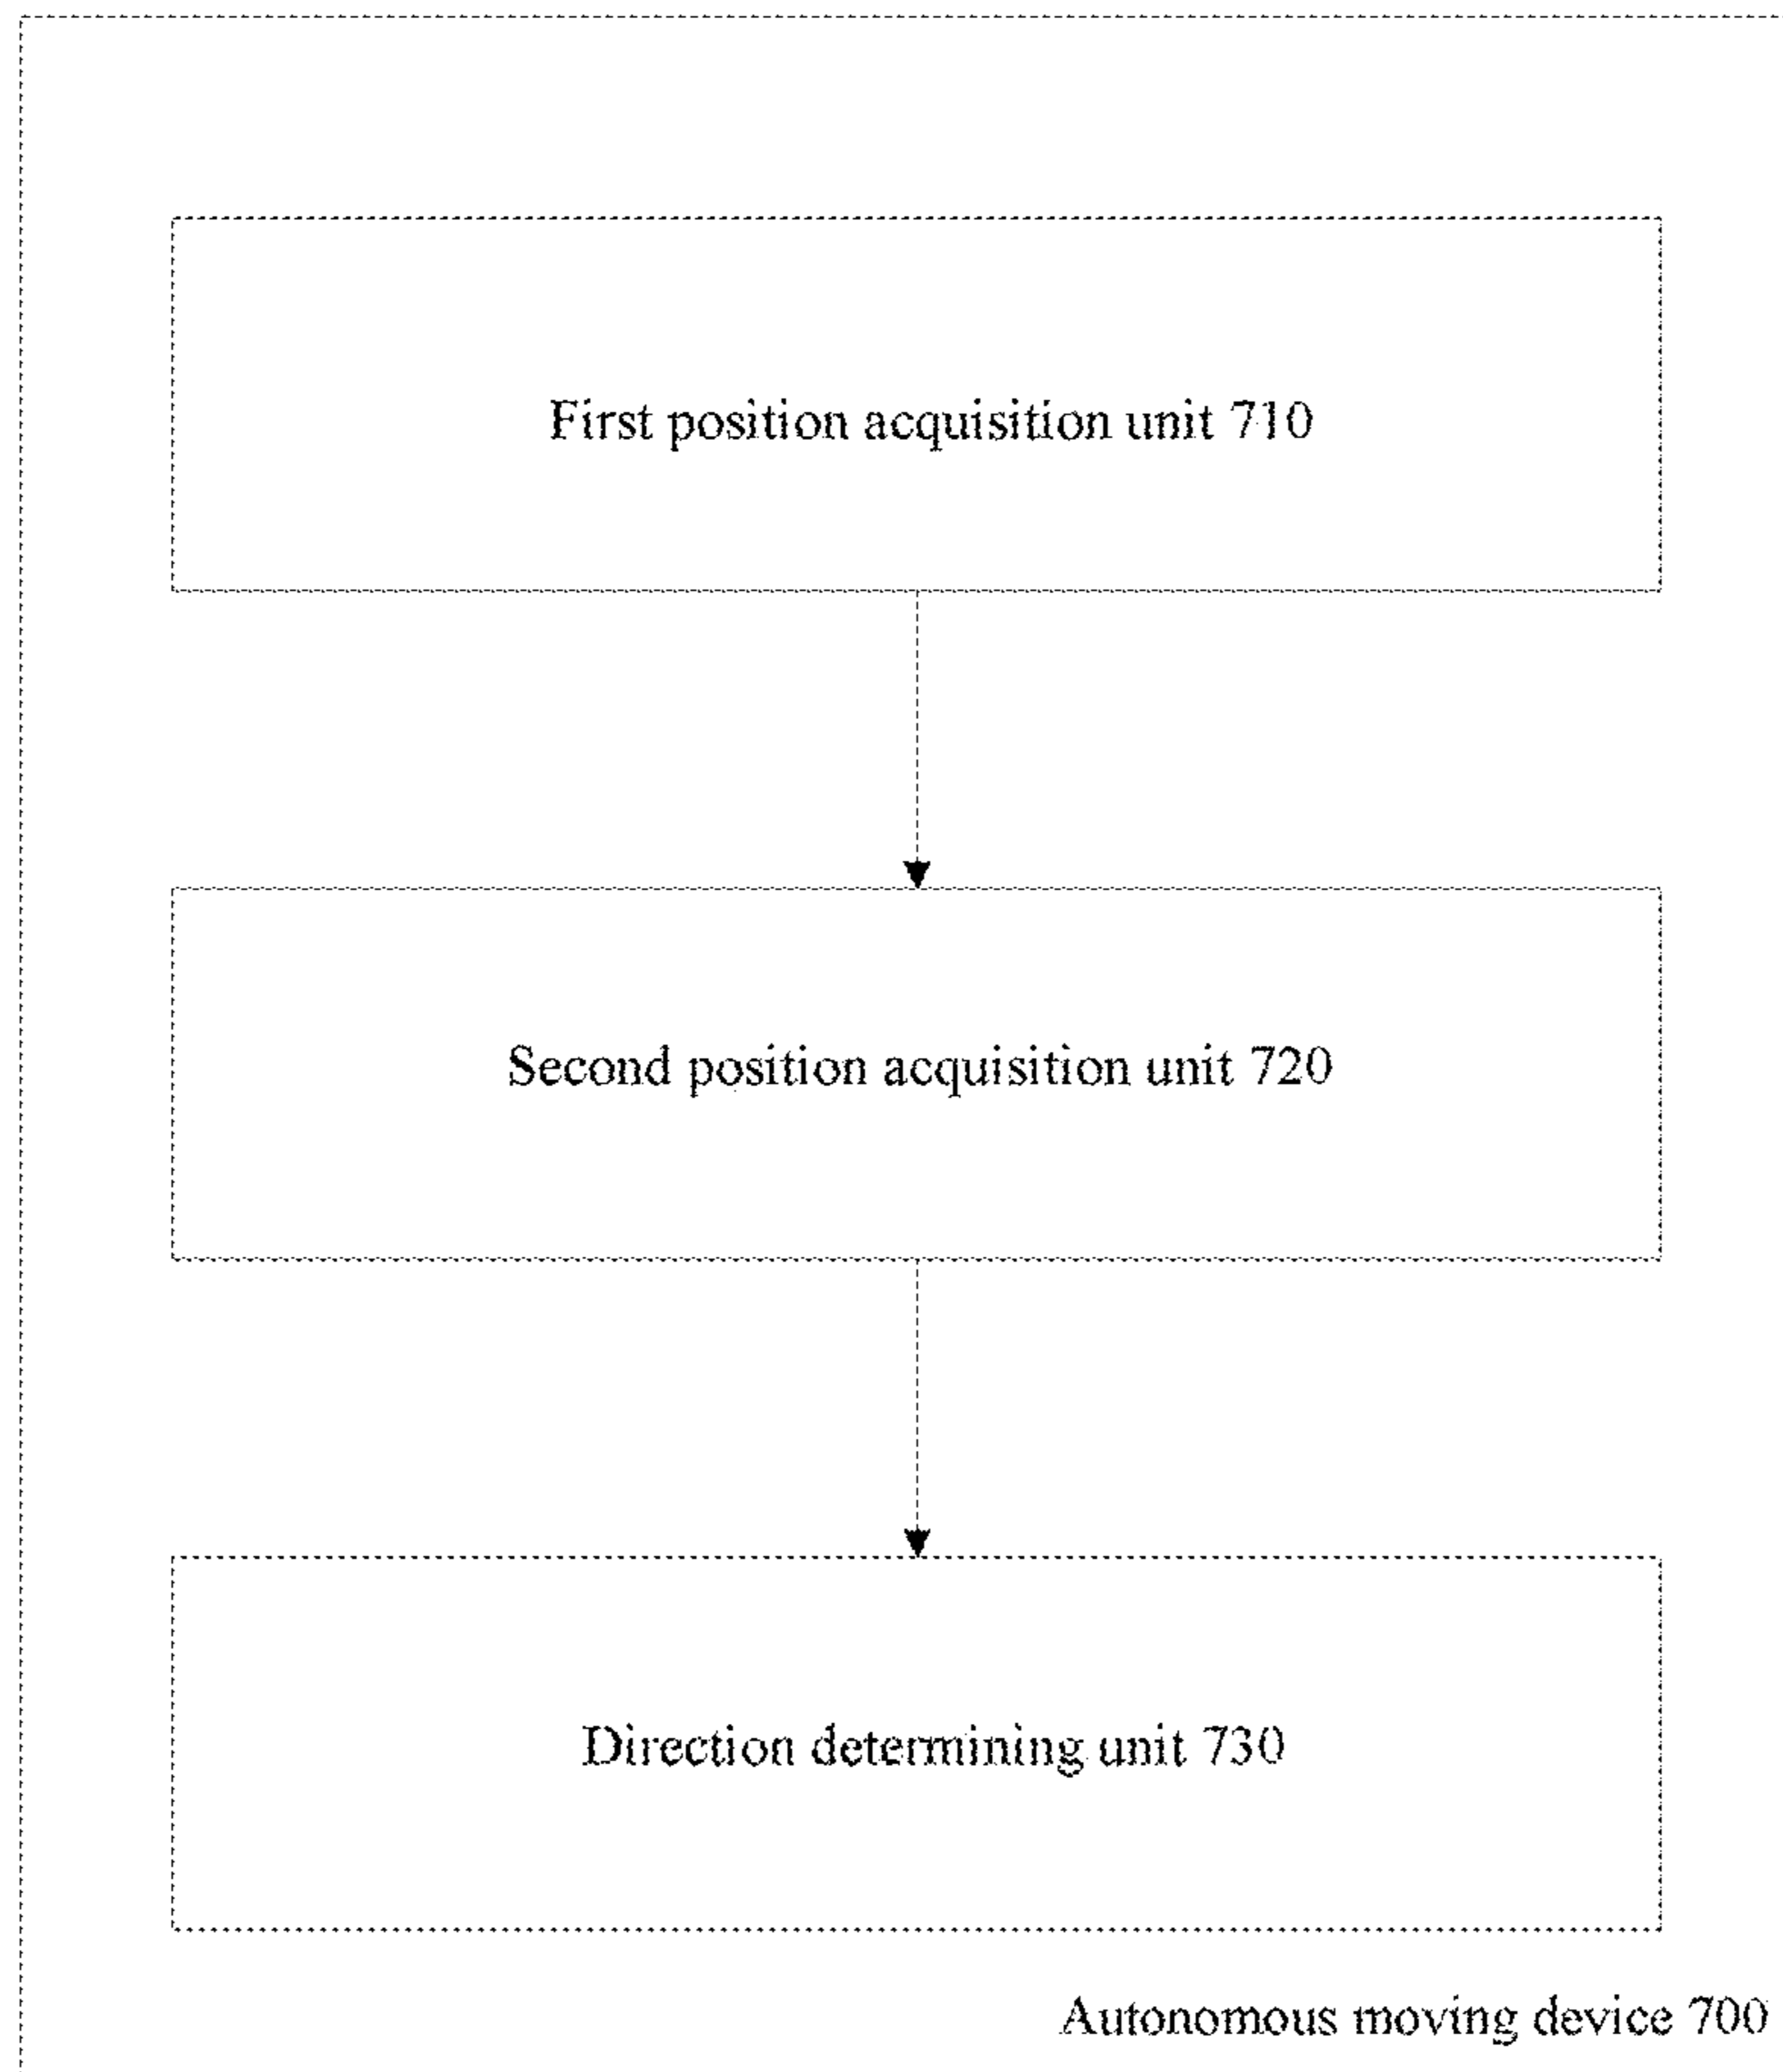 First position acquisition unit 710
Second position acquisition unit 720
Direction determining unit 730
Autonomous moving device 700